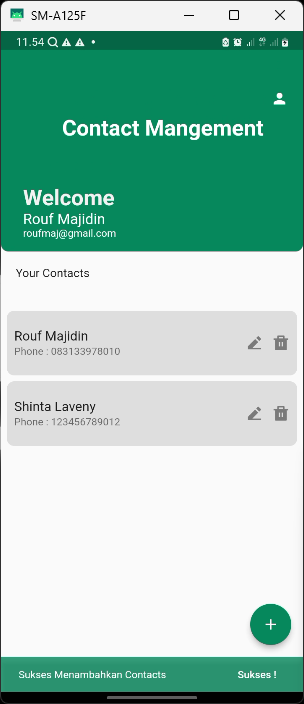 SM-A125F
11.54
Contact Mangement
Welcome
Rouf Majidin
roufmaj@gmail.com
Your Contacts
Rouf Majidin
Phone : 083133978010
Shinta Laveny
Phone : 123456789012
Sukses Menambahkan Contacts Sukses !